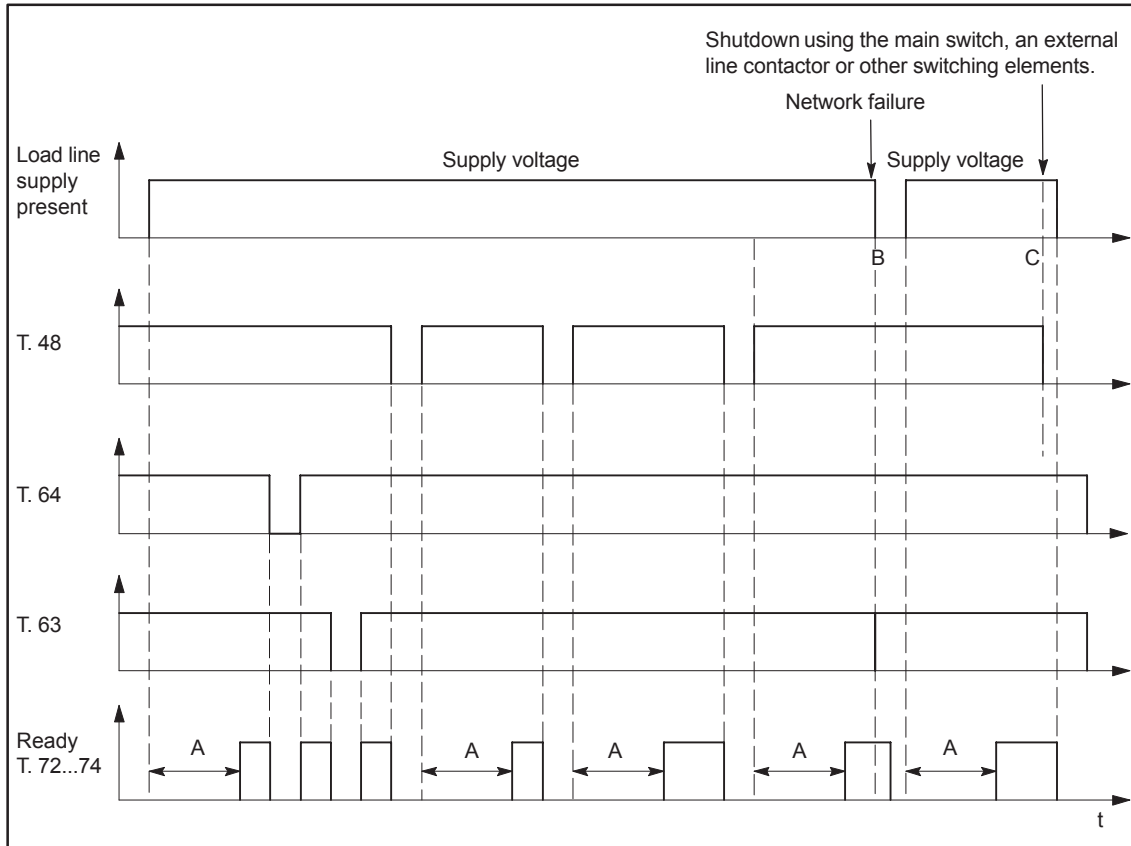 Shutdown using the main switch, an external
line contactor or other switching elements.
Network failure
Load line
supply
present
Supply voltage
Supply voltage
B
C
T. 48
T. 64
T. 63
Ready
T. 72...74
A
A
A
A
A
t